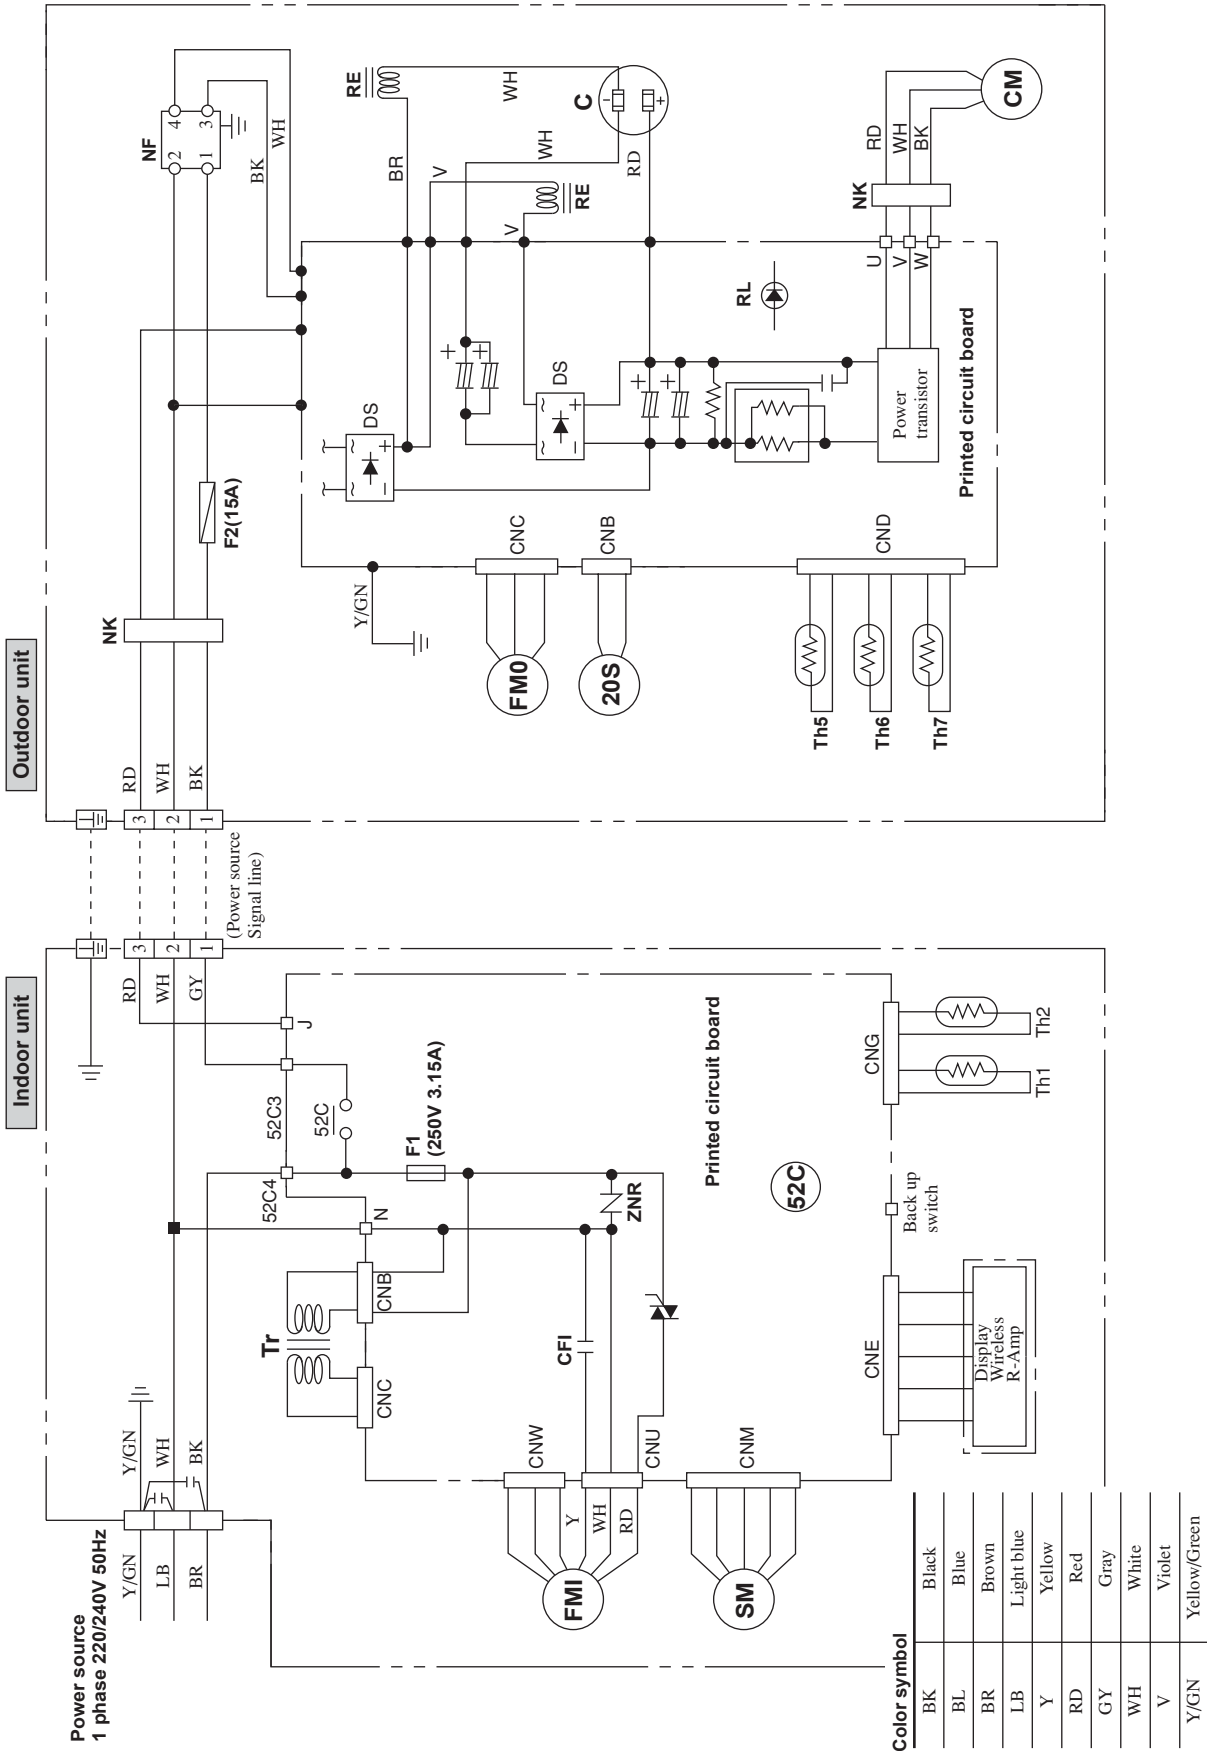 Power source
1 phase 220/240V 50Hz
Y/GN
LB
BR
Y/GN
WH
BK
Indoor unit
RD
WH
GY
3
2
1
(Power source
Signal line)
Tr
CNC
CNB
N
52C4
52C3
52C
J
F1
(250V 3.15A)
CFI
ZNR
FMI
Y
WH
RD
CNW
CNU
SM
CNM
Printed circuit board
52C
CNE
Display
Wireless
R-Amp
Back up
switch
CNG
Th1
Th2
Outdoor unit
3
2
1
RD
WH
BK
NK
F2(15A)
NF
2
4
1
3
BK
WH
Y/GN
FM0
CNC
20S
CNB
Th5
Th6
Th7
CND
DS
~
~
–
+
DS
~
~
–
+
+
+
+
+
RE
BR
WH
V
WH
V
RE
RD
C
-
+
RL
Power
transistor
Printed circuit board
U
V
W
NK
RD
WH
BK
CM
Color symbol
BK Black
BL Blue
BR Brown
LB Light blue
Y Yellow
RD Red
GY Gray
WH White
V Violet
Y/GN Yellow/Green